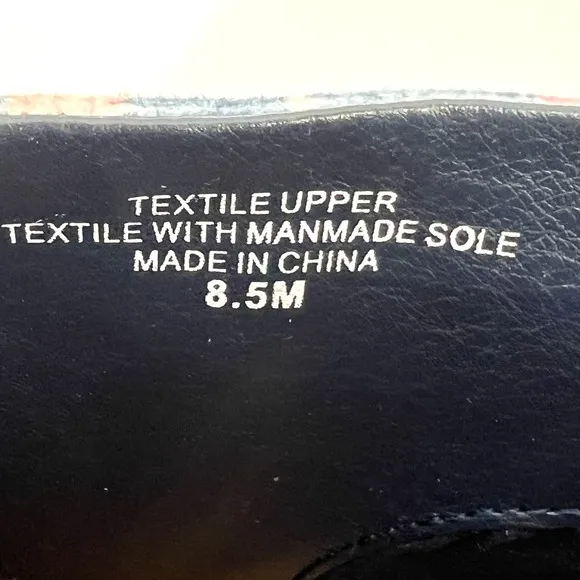 TEXTILE UPPER
TEXTILE WITH MANMADE SOLE
MADE IN CHINA
8.5M